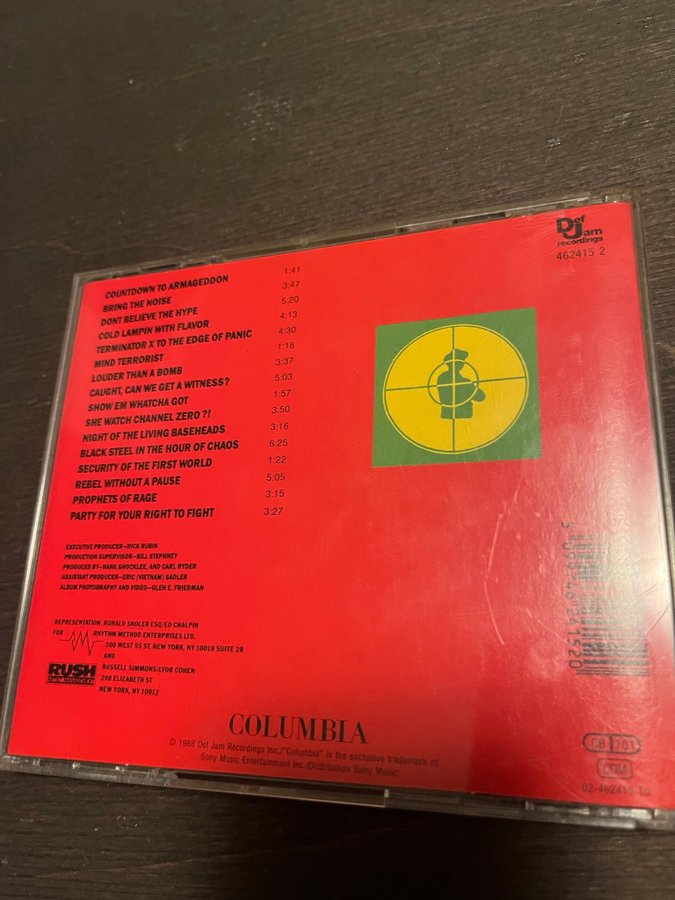 Def
Jam
recordings
462415 2
COUNTDOWN TO ARMAGEDDON 1:41
BRING THE NOISE 3:47
DONT BELIEVE THE HYPE 5:20
COLD LAMPIN WITH FLAVOR 4:13
TERMINATOR X TO THE EDGE OF PANIC 4:30
MIND TERRORIST 1:18
LOUDER THAN A BOMB 3:37
CAUGHT, CAN WE GET A WITNESS? 5:03
SHOW EM WHATCHA GOT 1:57
SHE WATCH CHANNEL ZERO ?! 3:50
NIGHT OF THE LIVING BASEHEADS 3:16
BLACK STEEL IN THE HOUR OF CHAOS 6:25
SECURITY OF THE FIRST WORLD 1:22
REBEL WITHOUT A PAUSE 5:05
PROPHETS OF RAGE 3:15
PARTY FOR YOUR RIGHT TO FIGHT 3:27
EXECUTIVE PRODUCER—RICK RUBIN
PRODUCTION SUPERVISOR—BILL STEPHNEY
PRODUCED BY—HANK SHOCKLEE, AND CARL RYDER
ASSISTANT PRODUCER—ERIC (VIETNAM) SADLER
ALBUM PHOTOGRAPHY AND VIDEO—GLEN E. FRIEDMAN
REPRESENTATION: RONALD SKOLER ESQ/ED CHALPIN
FOR RHYTHM METHOD ENTERPRISES LTD.
300 WEST 55 ST, NEW YORK, NY 10019 SUITE 2R
AND
RUSH
RUSSELL SIMMONS/LYOR COHEN
298 ELIZABETH ST
NEW YORK, NY 10012
COLUMBIA
© 1988 Def Jam Recordings Inc./"Columbia" is the exclusive trademark of
Sony Music Entertainment Inc./Distribution Sony Music
CB 701
CDM
02-462415-10